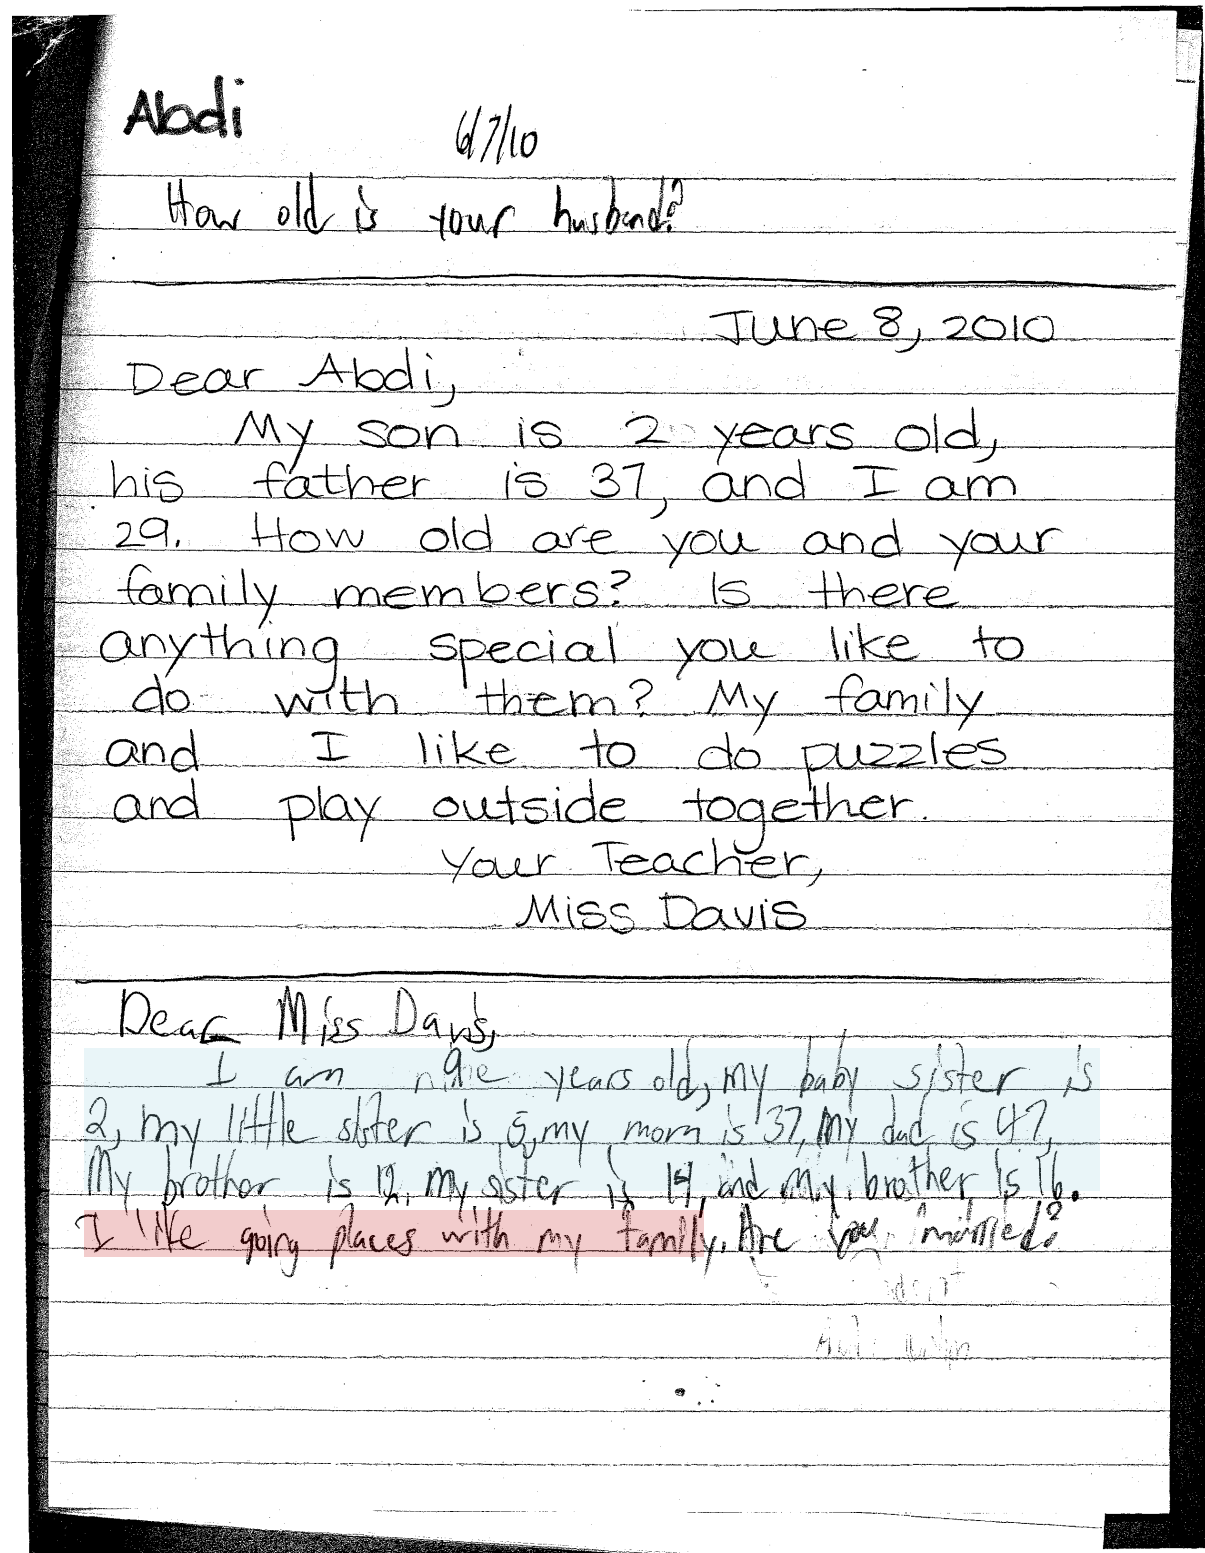 Abdi
6/7/10
How old is your husband?
June 8, 2010
Dear Abdi,
My son is 2 years old,
his father is 37, and I am
29. How old are you and your
family members? Is there
anything special you like to
do with them? My family
and I like to do puzzles
and play outside together.
Your Teacher,
Miss Davis
Dear Miss Davis,
I am 9 years old, my baby sister is
2, my little sister is 5, my mom is 37, my dad is 47,
My brother is 12, my sister is 14, and my brother is 16.
I like going places with my family. Are you married?